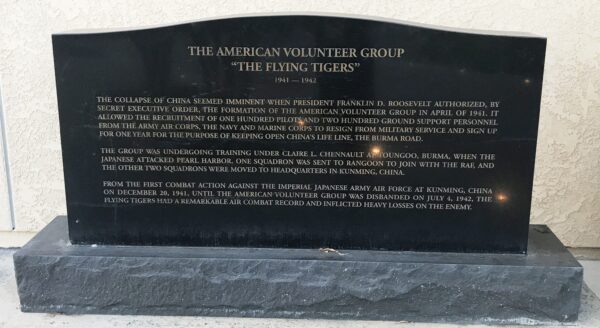 THE AMERICAN VOLUNTEER GROUP
"THE FLYING TIGERS"
1941 — 1942
THE COLLAPSE OF CHINA SEEMED IMMINENT WHEN PRESIDENT FRANKLIN D. ROOSEVELT AUTHORIZED, BY
SECRET EXECUTIVE ORDER, THE FORMATION OF THE AMERICAN VOLUNTEER GROUP IN APRIL OF 1941. IT
ALLOWED THE RECRUITMENT OF ONE HUNDRED PILOTS AND TWO HUNDRED GROUND SUPPORT PERSONNEL
FROM THE ARMY AIR CORPS, THE NAVY AND MARINE CORPS TO RESIGN FROM MILITARY SERVICE AND SIGN UP
FOR ONE YEAR FOR THE PURPOSE OF KEEPING OPEN CHINA'S LIFE LINE, THE BURMA ROAD.
THE GROUP WAS UNDERGOING TRAINING UNDER CLAIRE L. CHENNAULT AT TOUNGOO, BURMA, WHEN THE
JAPANESE ATTACKED PEARL HARBOR. ONE SQUADRON WAS SENT TO RANGOON TO JOIN WITH THE RAF, AND
THE OTHER TWO SQUADRONS WERE MOVED TO HEADQUARTERS IN KUNMING, CHINA.
FROM THE FIRST COMBAT ACTION AGAINST THE IMPERIAL JAPANESE ARMY AIR FORCE AT KUNMING, CHINA
ON DECEMBER 20, 1941, UNTIL THE AMERICAN VOLUNTEER GROUP WAS DISBANDED ON JULY 4, 1942, THE
FLYING TIGERS HAD A REMARKABLE AIR COMBAT RECORD AND INFLICTED HEAVY LOSSES ON THE ENEMY.